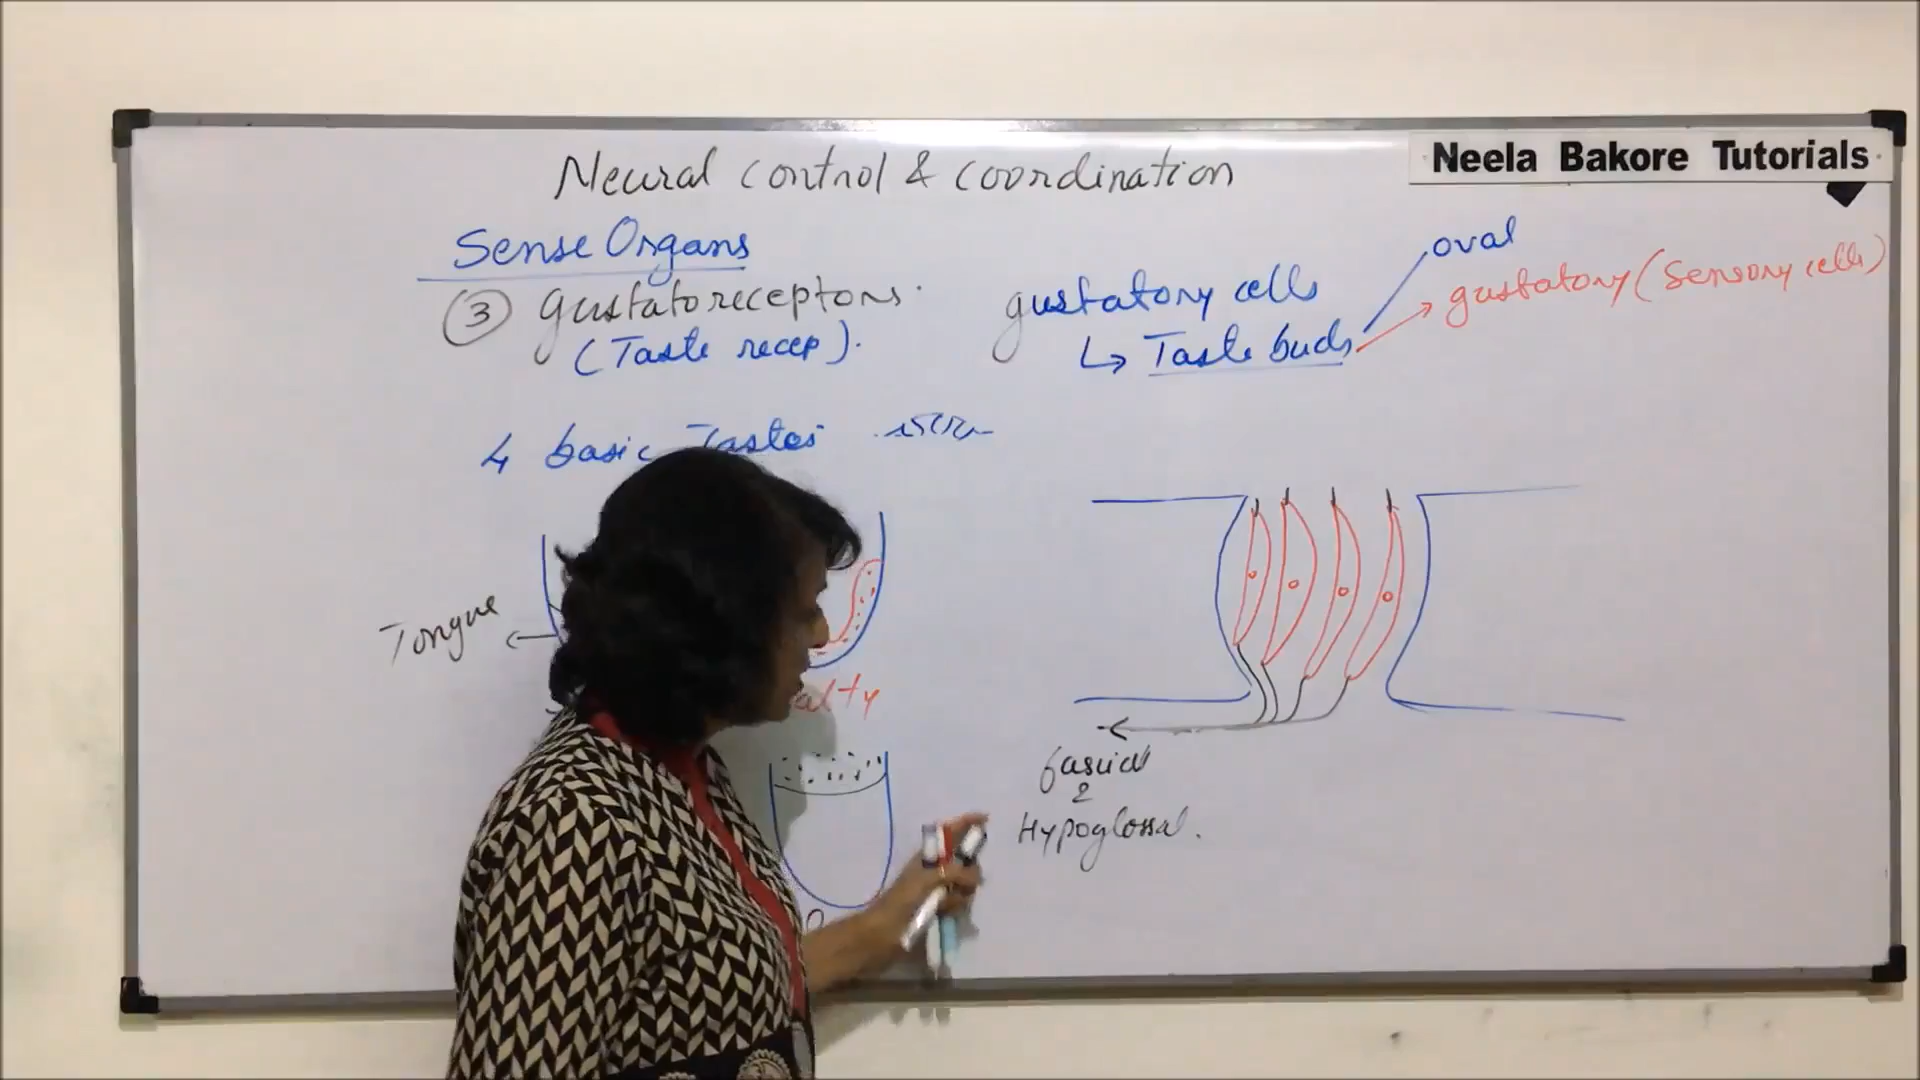 Neural control & coordination
Neela Bakore Tutorials
Sense Organs
3 gustatoreceptors.
(Taste recep).
gustatory cells
↳ Taste buds
oval
gustatory (sensory cells)
4 basic Tastes
Tongue
alty
fascial
&
Hypoglossal.